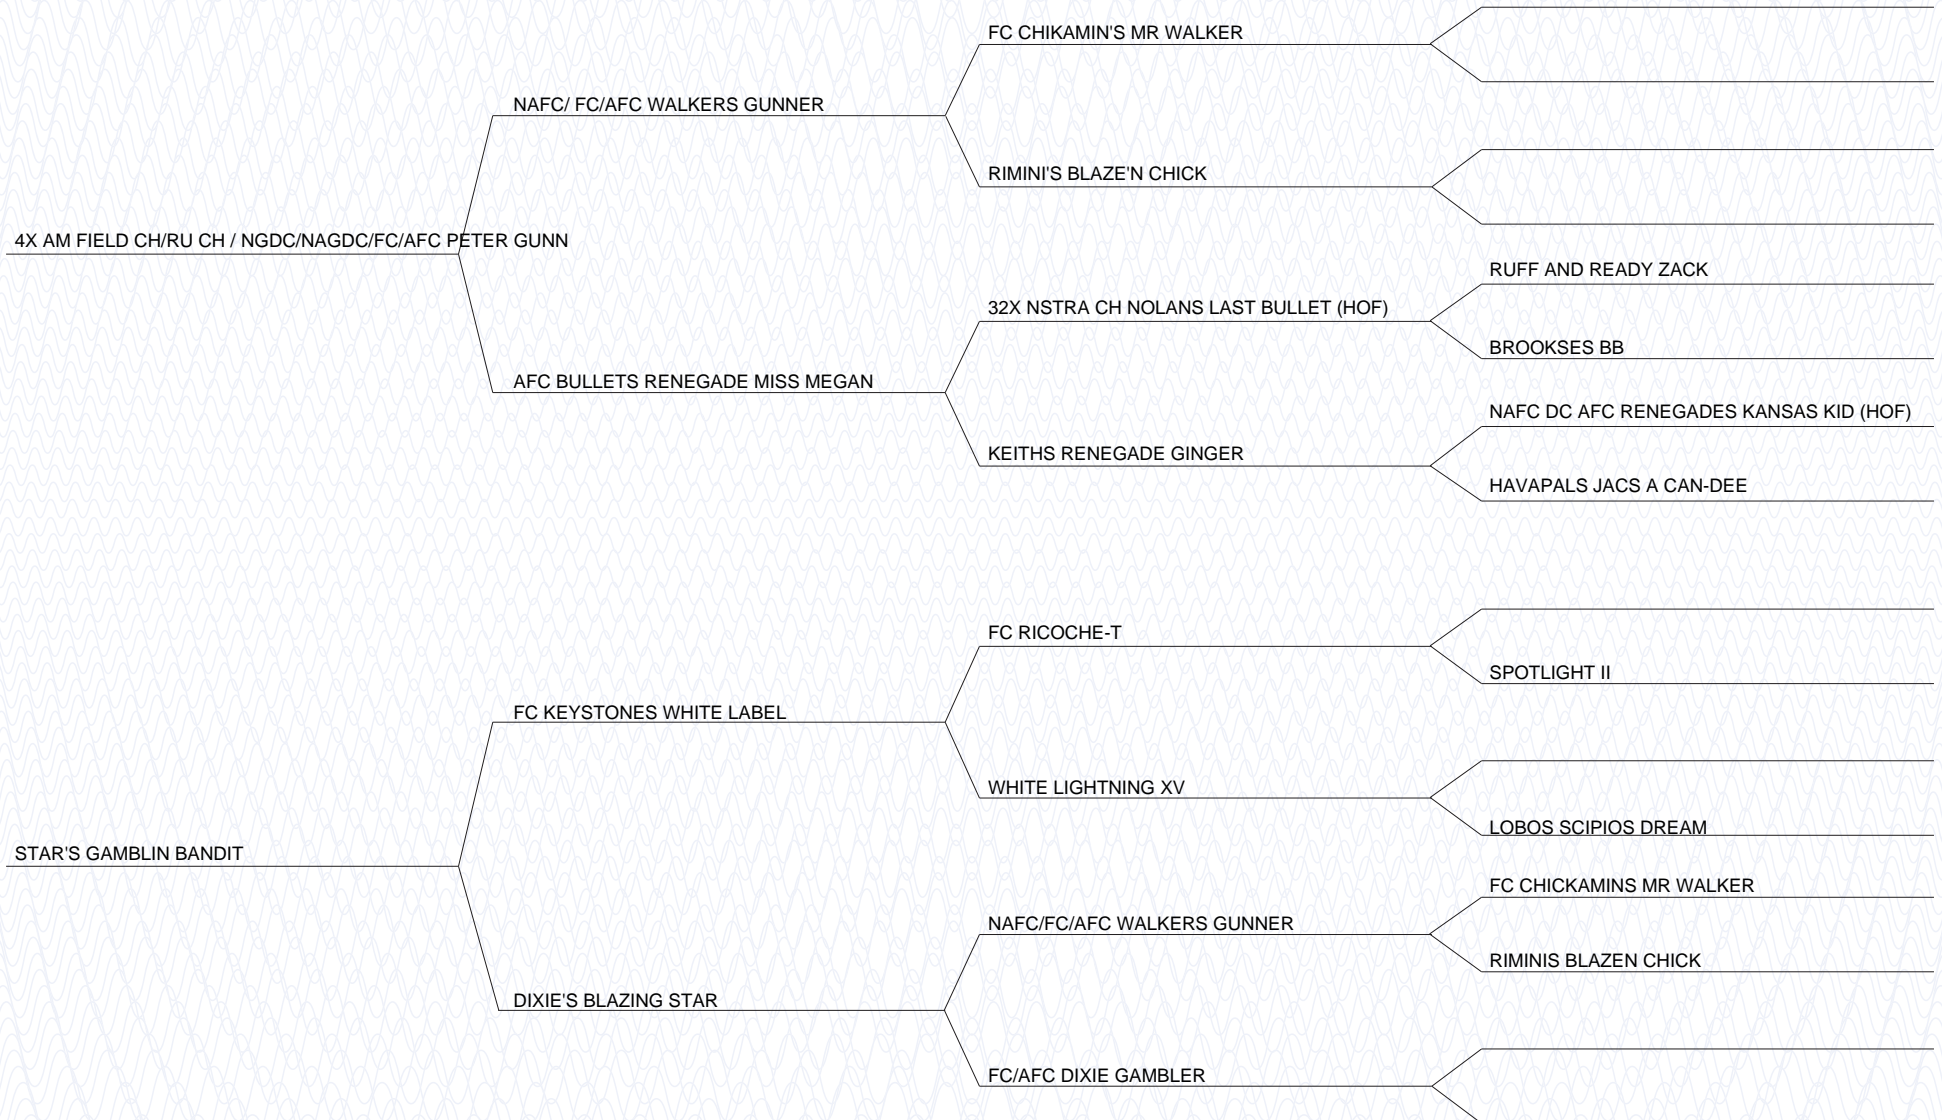 FC CHIKAMIN'S MR WALKER
NAFC/ FC/AFC WALKERS GUNNER
RIMINI'S BLAZE'N CHICK
4X AM FIELD CH/RU CH / NGDC/NAGDC/FC/AFC PETER GUNN
RUFF AND READY ZACK
32X NSTRA CH NOLANS LAST BULLET (HOF)
BROOKSES BB
AFC BULLETS RENEGADE MISS MEGAN
NAFC DC AFC RENEGADES KANSAS KID (HOF)
KEITHS RENEGADE GINGER
HAVAPALS JACS A CAN-DEE
FC RICOCHE-T
SPOTLIGHT II
FC KEYSTONES WHITE LABEL
WHITE LIGHTNING XV
LOBOS SCIPIOS DREAM
STAR'S GAMBLIN BANDIT
FC CHICKAMINS MR WALKER
NAFC/FC/AFC WALKERS GUNNER
RIMINIS BLAZEN CHICK
DIXIE'S BLAZING STAR
FC/AFC DIXIE GAMBLER